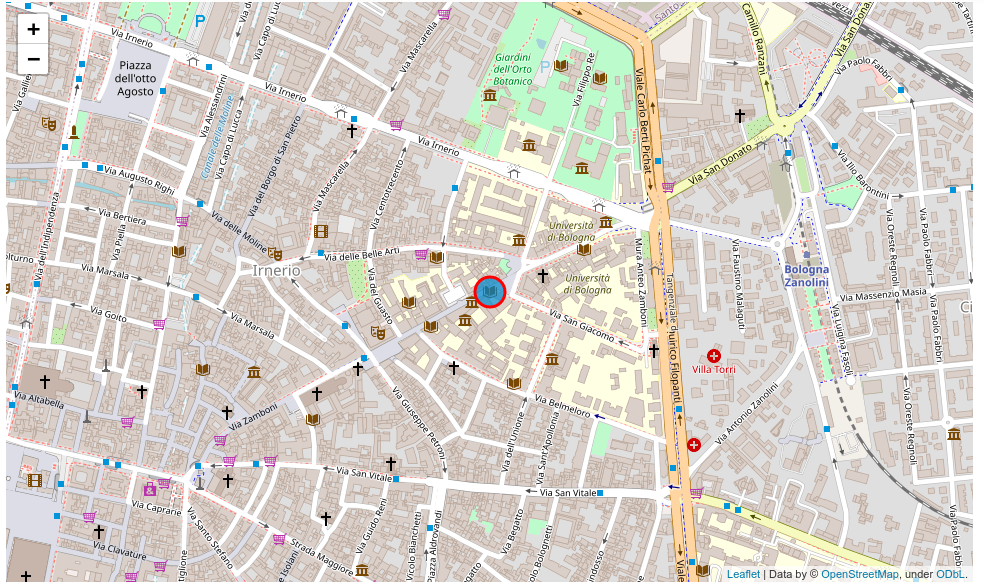 +
−
Via Irnerio
Piazza
dell'otto
Agosto
Via Alessandrini
Via Capo di Lucca
Canale delle Moline
Via del Borgo di San Pietro
Via Irnerio
Via Mascarella
Via Mascarella
Via Centotrecento
Via Irnerio
Giardini
dell'Orto
Botanico
P
P
Via Filippo Re
Viale Carlo Berti Pichat
Camillo Ranzani
Via San Dona
Via Paolo Fabbri
Via San Donato
Via Ilio Barontini
Via Augusto Righi
Via Bertiera
Via Piella
Via delle Moline
Via dell'Indipendenza
Via Marsala
Via Goito
Via Marsala
Irnerio
Via delle Belle Arti
Via del Guasto
Università
di Bologna
Università
di Bologna
Mura Anteo Zamboni
Via San Giacomo
Via Faustino Malaguti
Bologna
Zanolini
Via Oreste Regnoli
Via Paolo Fabbri
Via Massenzio Masia
Via Paolo Fabbri
Via Luigina Fasoli
Via Oreste Regnoli
Villa Torri
Via Antonio Zanolini
Via Altabella
Via Zamboni
Via Giuseppe Petroni
Via Belmeloro
Via dell'Unione
Via Sant'Apollonia
Via San Vitale
Via San Vitale
Via Caprarie
Via Santo Stefano
Via Clavature
Strada Maggiore
Via Guido Reni
Vicolo Bianchetti
Piazza Aldrovandi
Via Begatto
Viale
Leaflet | Data by © OpenStreetMap, under ODbL.